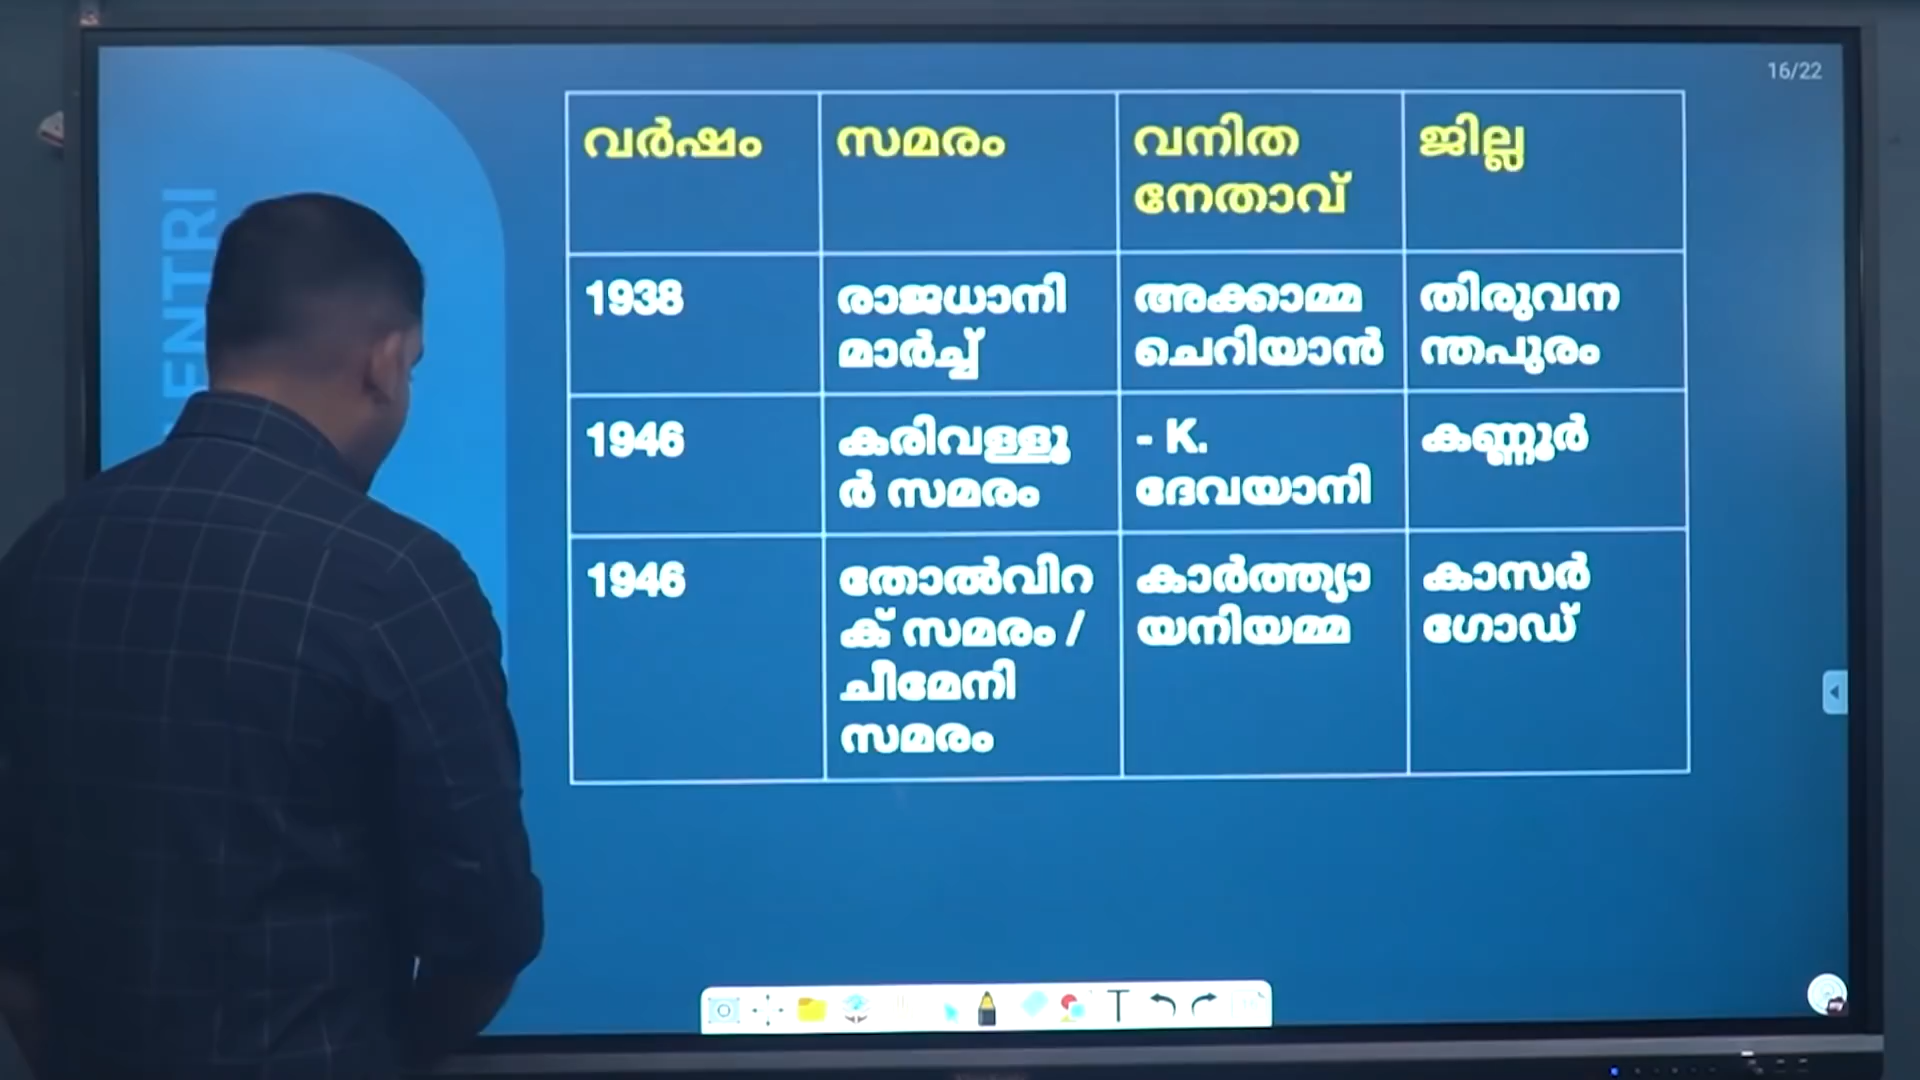 16/22
ENTRI
വർഷം
സമരം
വനിത
നേതാവ്
ജില്ല
1938
രാജധാനി
മാർച്ച്
അക്കാമ്മ
ചെറിയാൻ
തിരുവന
ന്തപുരം
1946
കരിവള്ളൂ
ർ സമരം
- K.
ദേവയാനി
കണ്ണൂർ
1946
തോൽവിറ
ക് സമരം /
ചീമേനി
സമരം
കാർത്ത്യാ
യനിയമ്മ
കാസർ
ഗോഡ്
T